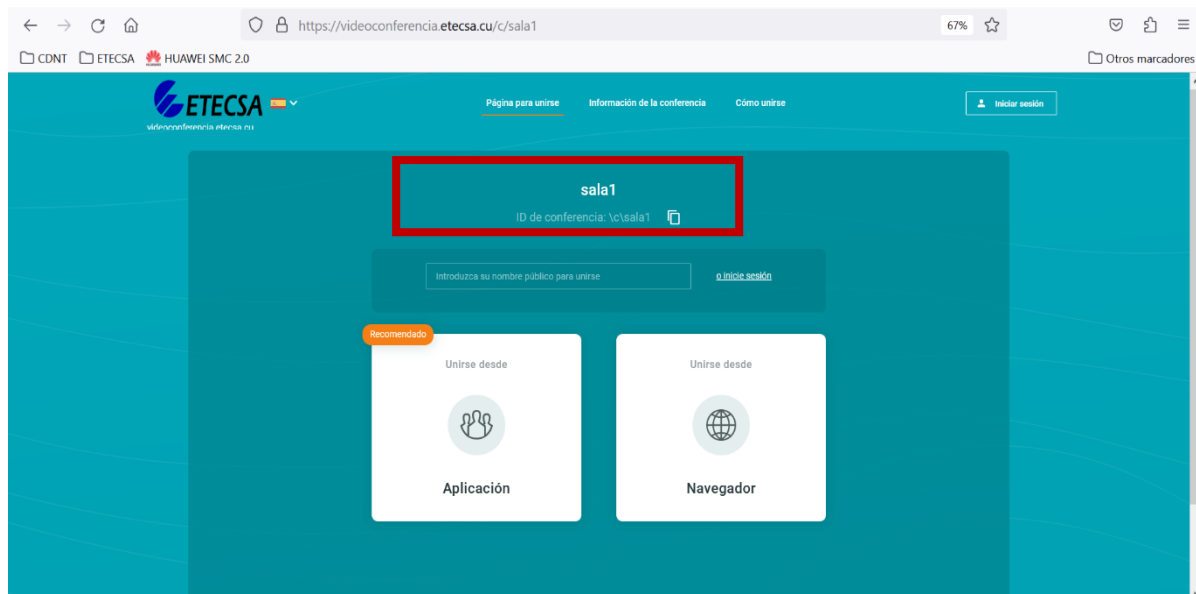 https://videoconferencia.etecsa.cu/c/sala1
67%
CDNT
ETECSA
HUAWEI SMC 2.0
Otros marcadores
ETECSA
videoconferencia.etecsa.cu
Página para unirse
Información de la conferencia
Cómo unirse
Iniciar sesión
sala1
ID de conferencia: \c\sala1
Introduzca su nombre público para unirse
o inicie sesión
Recomendado
Unirse desde
Aplicación
Unirse desde
Navegador